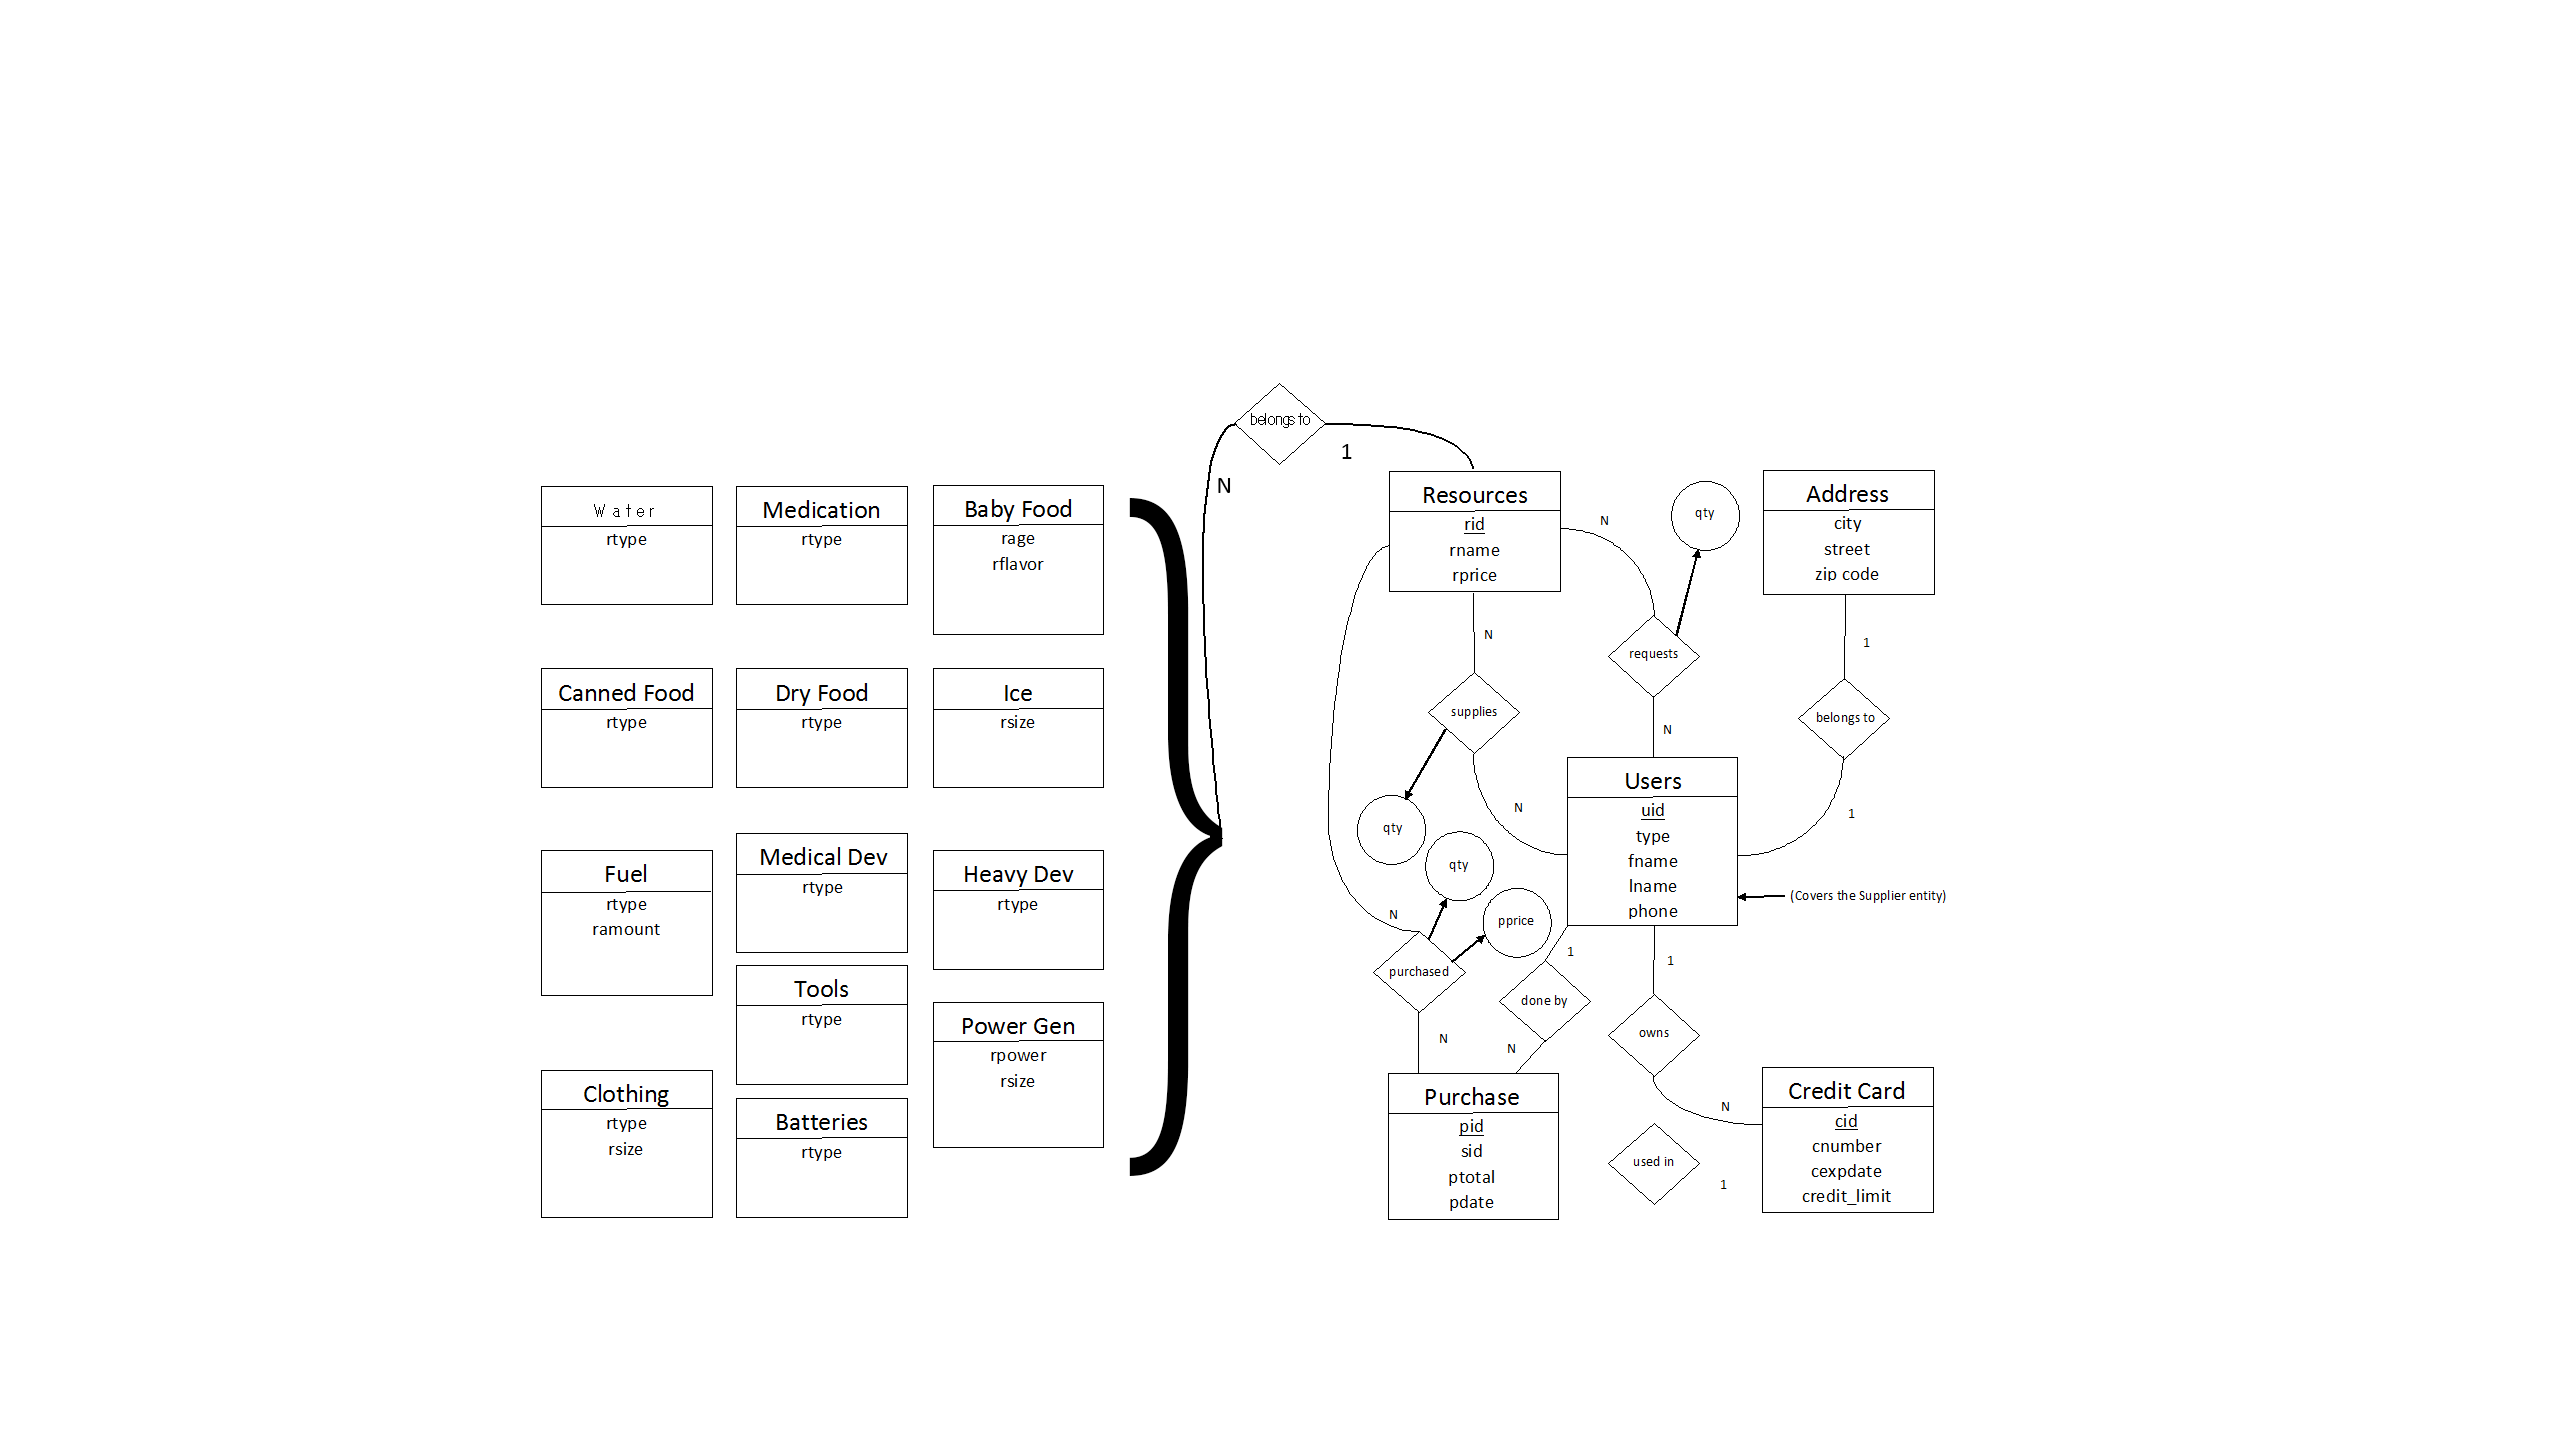 belongs to
1
N
Water
rtype
Medication
rtype
Baby Food
rage
rflavor
Canned Food
rtype
Dry Food
rtype
Ice
rsize
Fuel
rtype
ramount
Medical Dev
rtype
Heavy Dev
rtype
Tools
rtype
Power Gen
rpower
rsize
Clothing
rtype
rsize
Batteries
rtype
Resources
rid
rname
rprice
N
qty
Address
city
street
zip code
N
requests
1
supplies
belongs to
N
N
1
qty
Users
uid
type
fname
lname
phone
(Covers the Supplier entity)
qty
N
pprice
1
1
purchased
done by
owns
N
N
N
Purchase
pid
sid
ptotal
pdate
used in
1
Credit Card
cid
cnumber
cexpdate
credit_limit